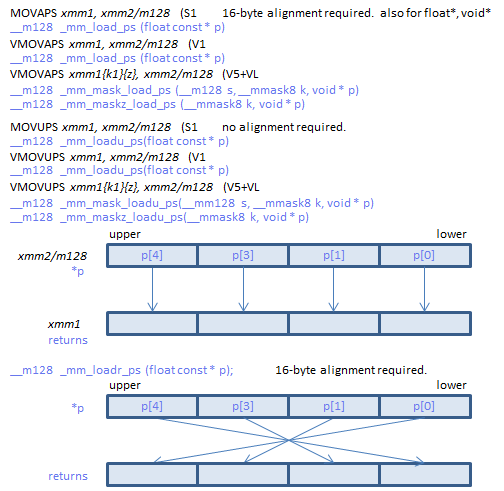 MOVAPS xmm1, xmm2/m128 (S1 16-byte alignment required. also for float*, void*
__m128 _mm_load_ps (float const * p)
VMOVAPS xmm1, xmm2/m128 (V1
__m128 _mm_load_ps (float const * p)
VMOVAPS xmm1{k1}{z}, xmm2/m128 (V5+VL
__m128 _mm_mask_load_ps (__m128 s, __mmask8 k, void * p)
__m128 _mm_maskz_load_ps (__mmask8 k, void * p)
MOVUPS xmm1, xmm2/m128 (S1 no alignment required.
__m128 _mm_loadu_ps(float const * p)
VMOVUPS xmm1, xmm2/m128 (V1
__m128 _mm_loadu_ps(float const * p)
VMOVUPS xmm1{k1}{z}, xmm2/m128 (V5+VL
__m128 _mm_mask_loadu_ps(__mm128 s, __mmask8 k, void * p)
__m128 _mm_maskz_loadu_ps(__mmask8 k, void * p)
upper lower
xmm2/m128 p[4] p[3] p[1] p[0]
*p
xmm1
returns
__m128 _mm_loadr_ps (float const * p); 16-byte alignment required.
upper lower
*p p[4] p[3] p[1] p[0]
returns